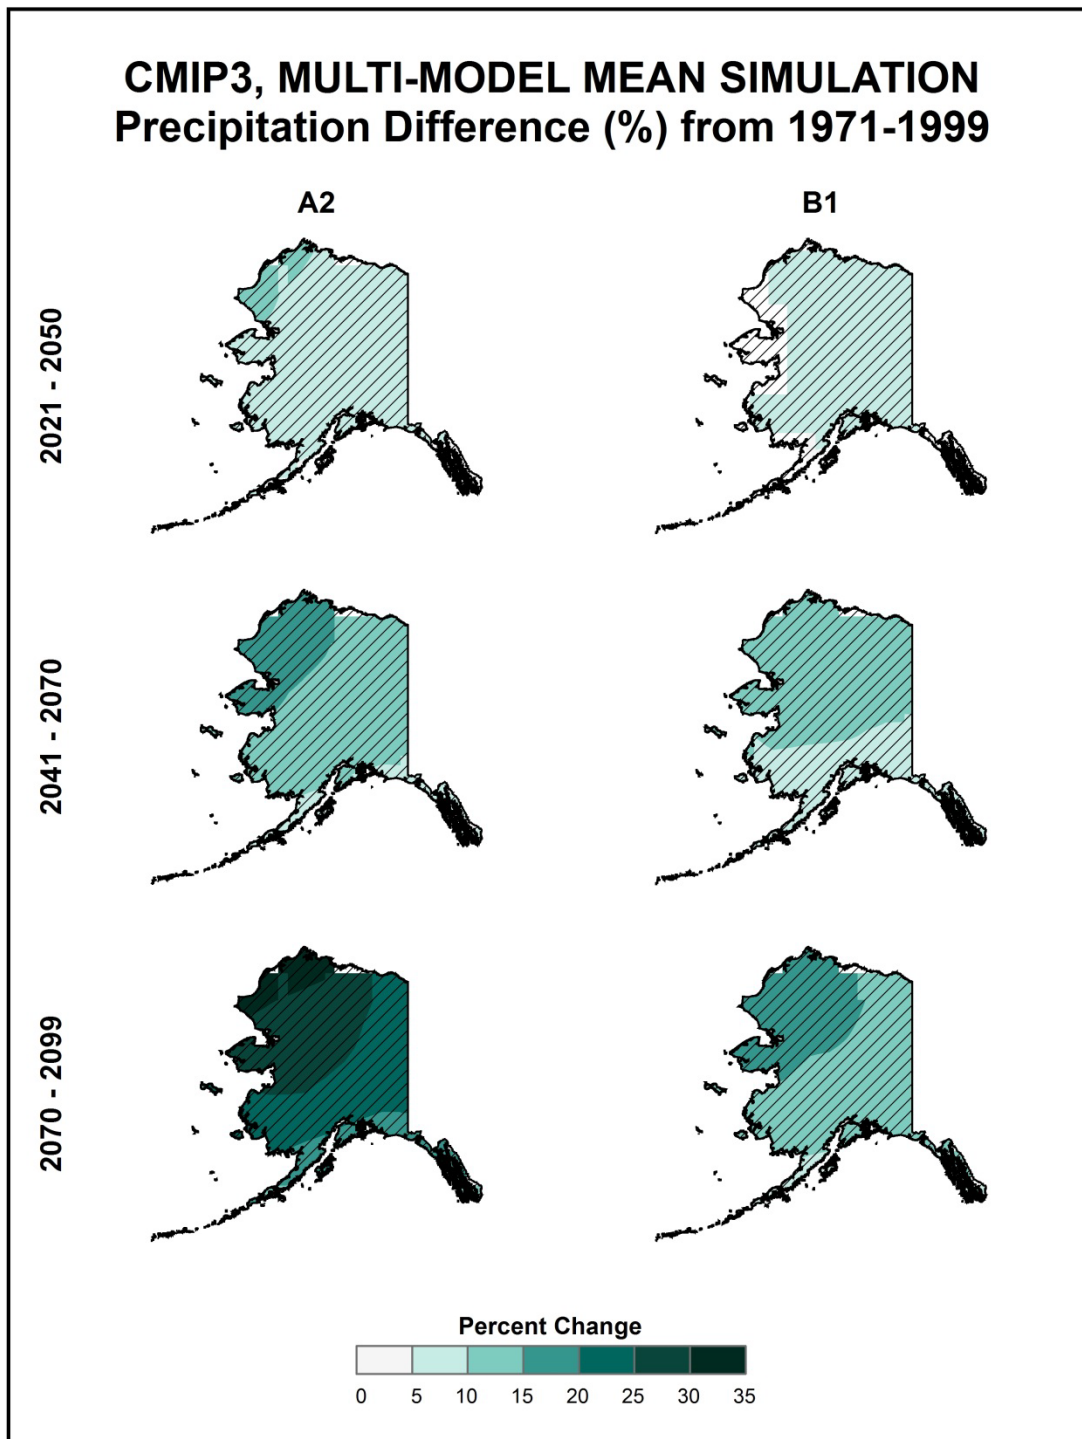 CMIP3, MULTI-MODEL MEAN SIMULATION
Precipitation Difference (%) from 1971-1999
A2 B1
2021 - 2050
2041 - 2070
2070 - 2099
Percent Change
0 5 10 15 20 25 30 35